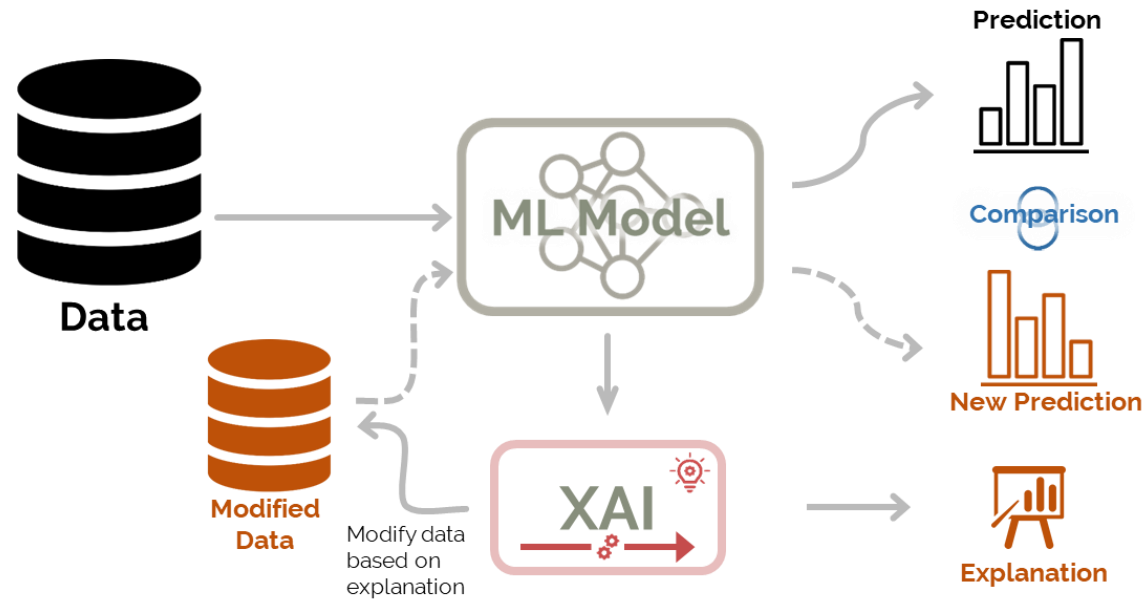 Prediction
Data
ML Model
Comparison
New Prediction
Modified
Data
Modify data
based on
explanation
XAI
Explanation